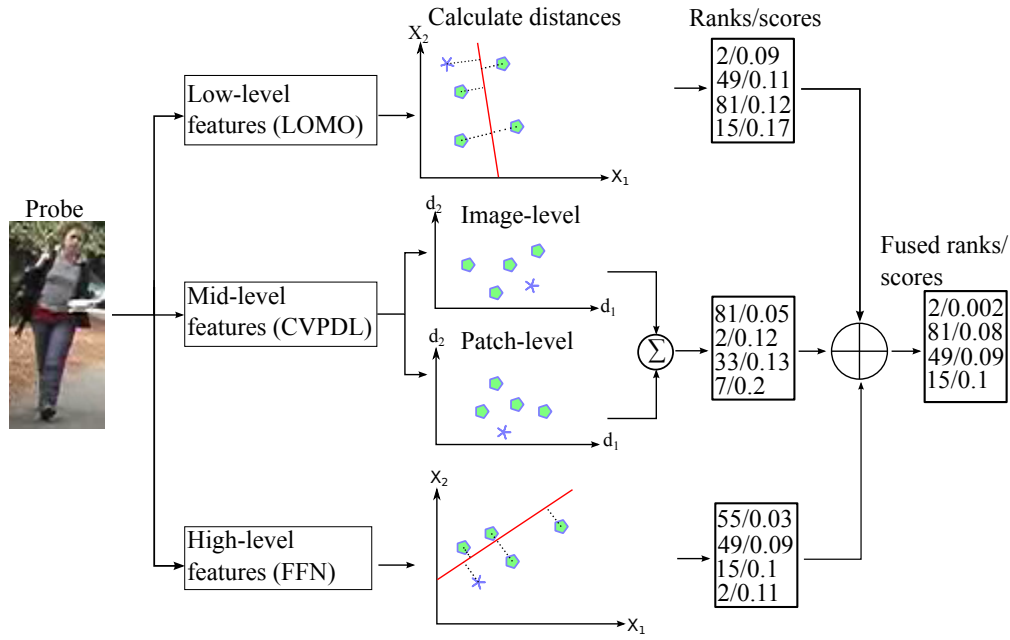 Calculate distances
Ranks/scores
X2
2/0.09
49/0.11
81/0.12
15/0.17
Low-level
features (LOMO)
X1
Probe
d2
Image-level
d1
Fused ranks/
scores
Mid-level
features (CVPDL)
d2
Patch-level
d1
Σ
81/0.05
2/0.12
33/0.13
7/0.2
2/0.002
81/0.08
49/0.09
15/0.1
X2
High-level
features (FFN)
X1
55/0.03
49/0.09
15/0.1
2/0.11